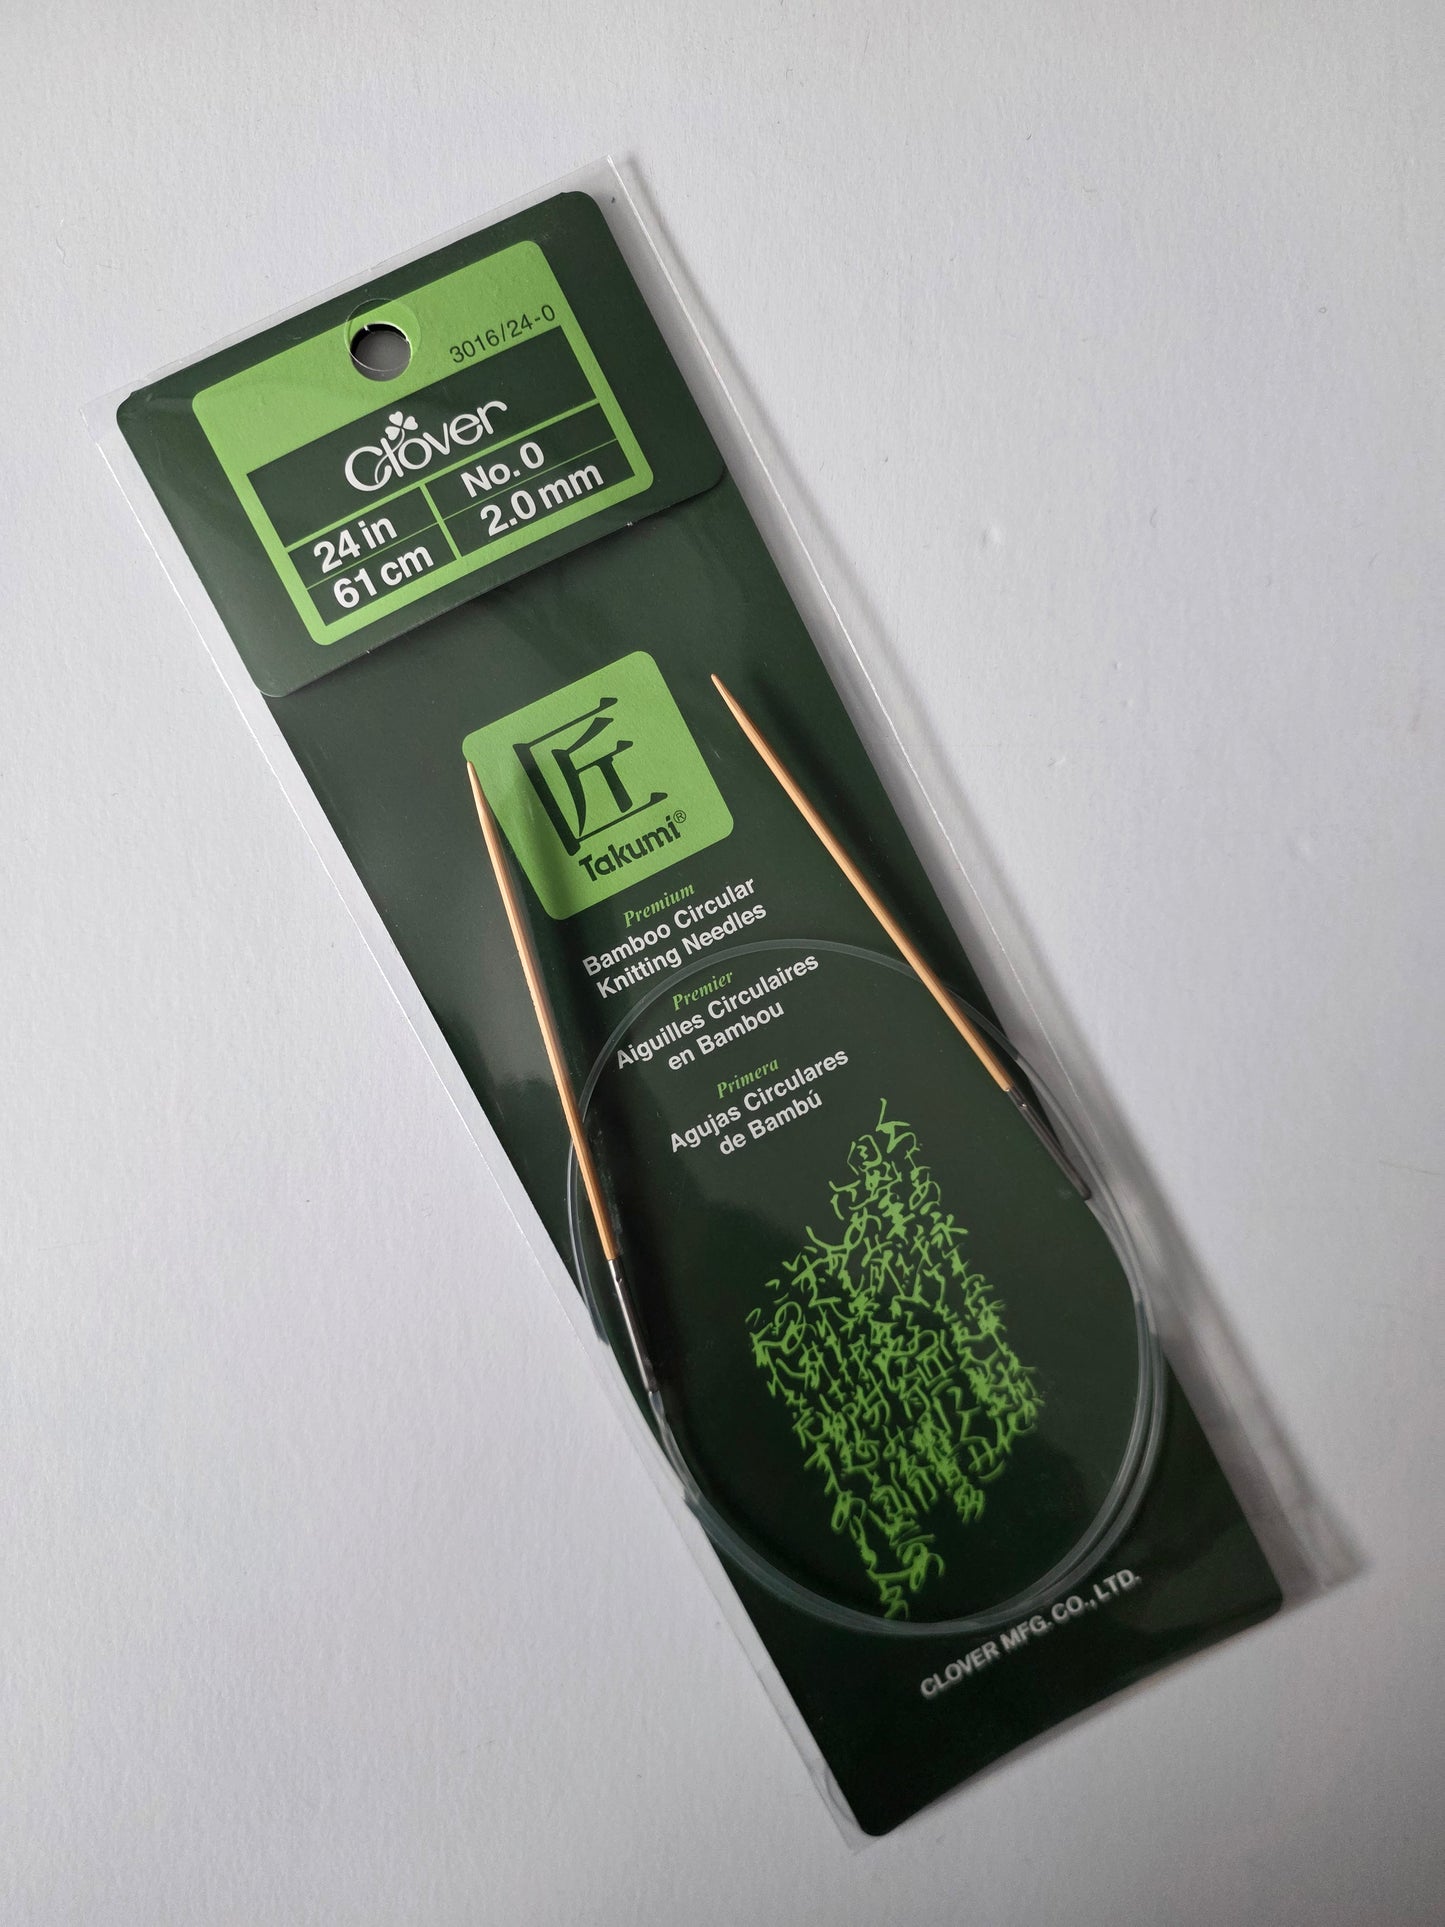 3016/24-0
Clover
24 in
61 cm
No. 0
2.0 mm
匠
Takumi®
Premium
Bamboo Circular
Knitting Needles
Premier
Aiguilles Circulaires
en Bambou
Primera
Agujas Circulares
de Bambú
CLOVER MFG. CO., LTD.